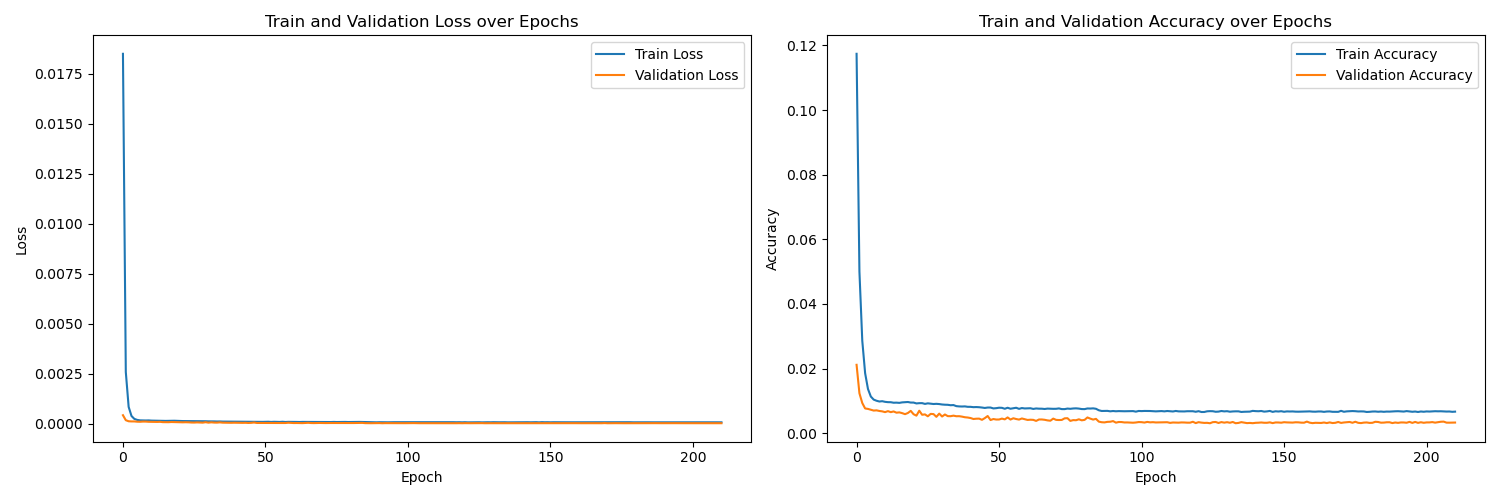 Train and Validation Loss over Epochs
Train Loss
Validation Loss
0.0175
0.0150
0.0125
0.0100
0.0075
0.0050
0.0025
0.0000
Loss
0 50 100 150 200
Epoch
Train and Validation Accuracy over Epochs
Train Accuracy
Validation Accuracy
0.12
0.10
0.08
0.06
0.04
0.02
0.00
Accuracy
0 50 100 150 200
Epoch